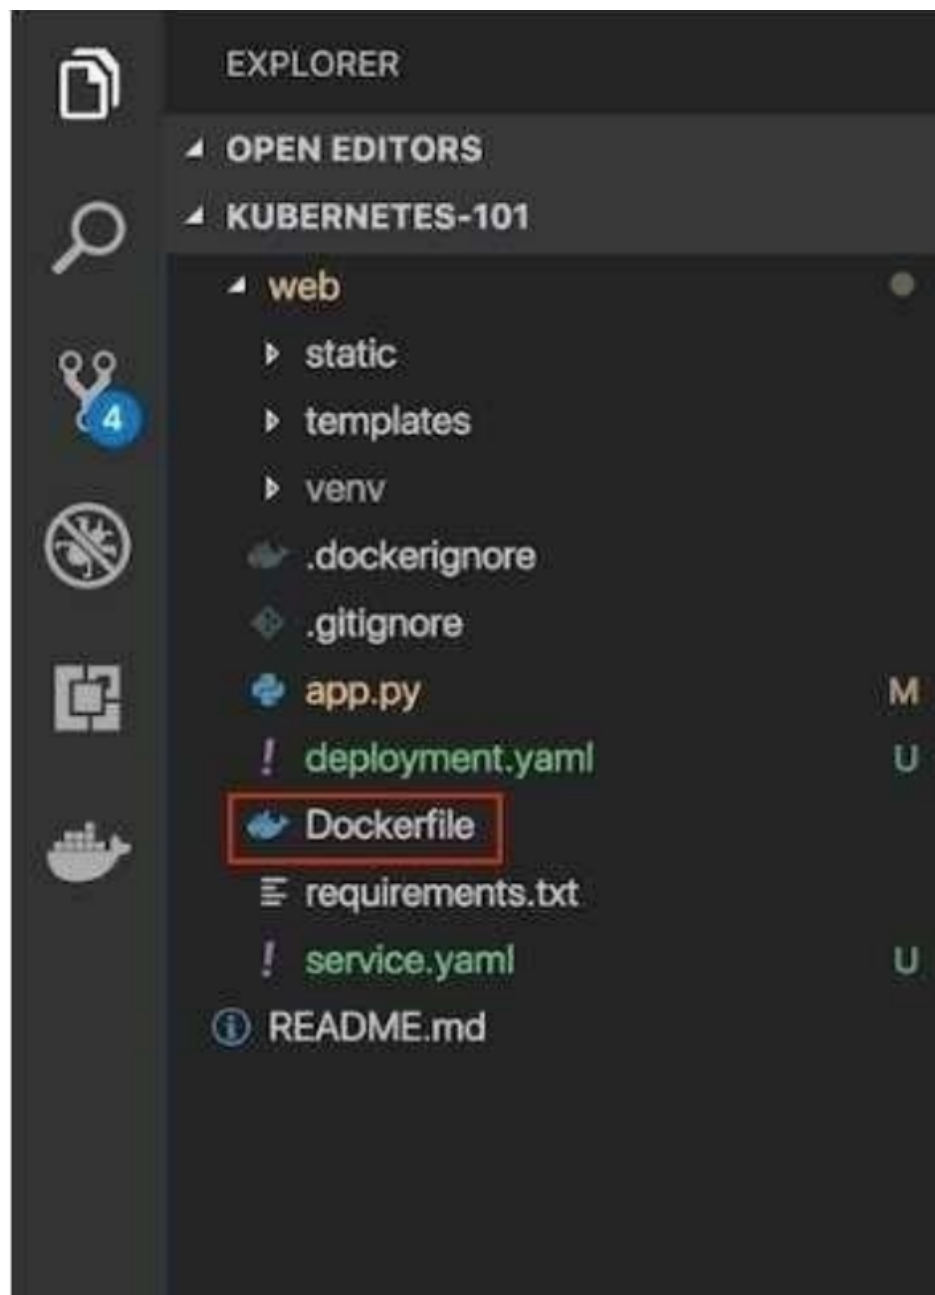 EXPLORER
OPEN EDITORS
KUBERNETES-101
web
static
templates
4
venv
.dockerignore
.gitignore
app.py M
deployment.yaml U
Dockerfile
requirements.txt
service.yaml U
README.md